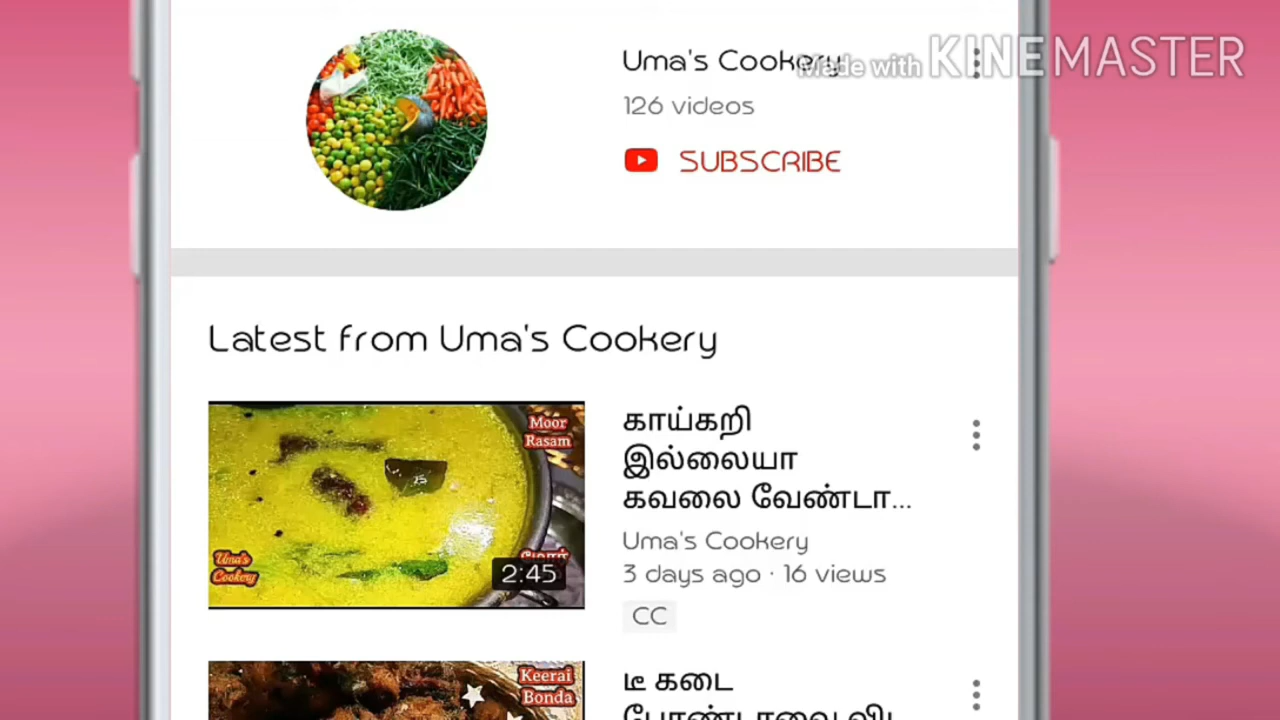 Uma's Cookery
Made with KINEMASTER
126 videos
SUBSCRIBE
Latest from Uma's Cookery
Moor
Rasam
Uma's
Cookery
மோர்
2:45
காய்கறி
இல்லையா
கவலை வேண்டா...
Uma's Cookery
3 days ago · 16 views
CC
Keerai
Bonda
டீ கடை